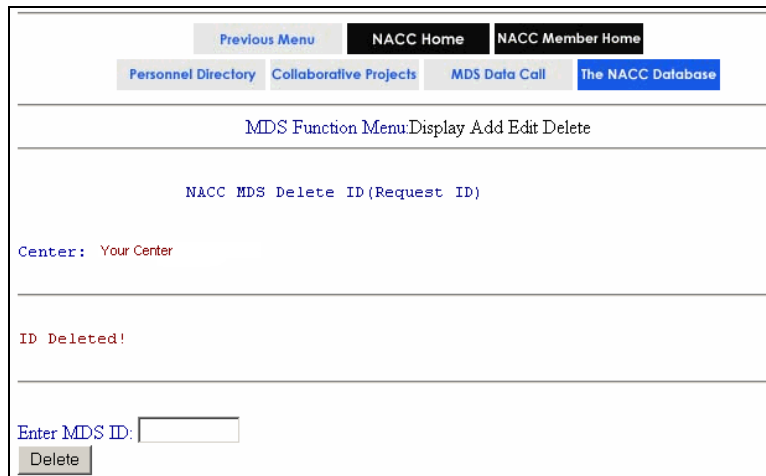 Previous Menu NACC Home NACC Member Home
Personnel Directory Collaborative Projects MDS Data Call The NACC Database
MDS Function Menu:Display Add Edit Delete
NACC MDS Delete ID(Request ID)
Center: Your Center
ID Deleted!
Enter MDS ID:
Delete